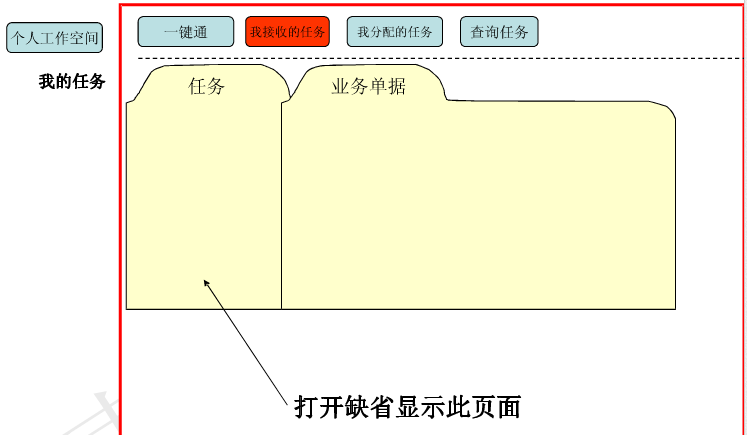 个人工作空间
一键通
我接收的任务
我分配的任务
查询任务
我的任务
任务
业务单据
打开缺省显示此页面